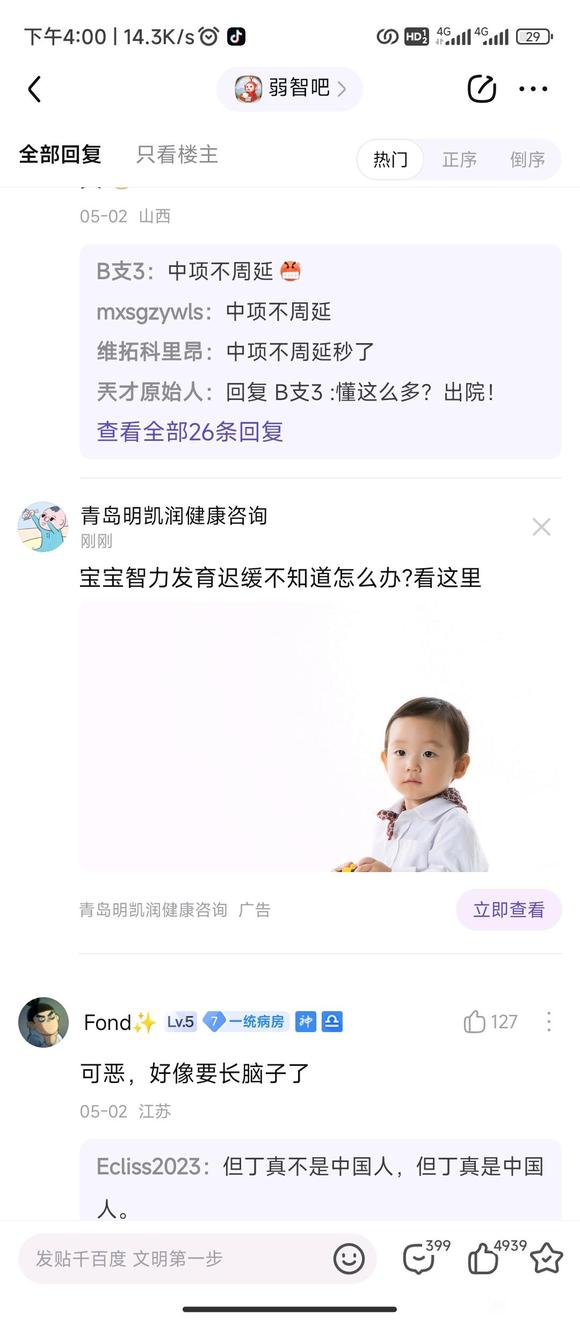 下午4:00 | 14.3K/s
HD 1 2 4G 4G 29
弱智吧
全部回复 只看楼主 热门 正序 倒序
05-02 山西
B支3：中项不周延
mxsgzywls：中项不周延
维拓科里昂：中项不周延秒了
兲才原始人：回复 B支3 :懂这么多？出院！
查看全部26条回复
青岛明凯润健康咨询
刚刚
宝宝智力发育迟缓不知道怎么办?看这里
青岛明凯润健康咨询 广告 立即查看
Fond✨ Lv.5 7 一统病房 神 127
可恶，好像要长脑子了
05-02 江苏
Ecliss2023：但丁真不是中国人，但丁真是中国
人。
发贴千百度 文明第一步 399 4939